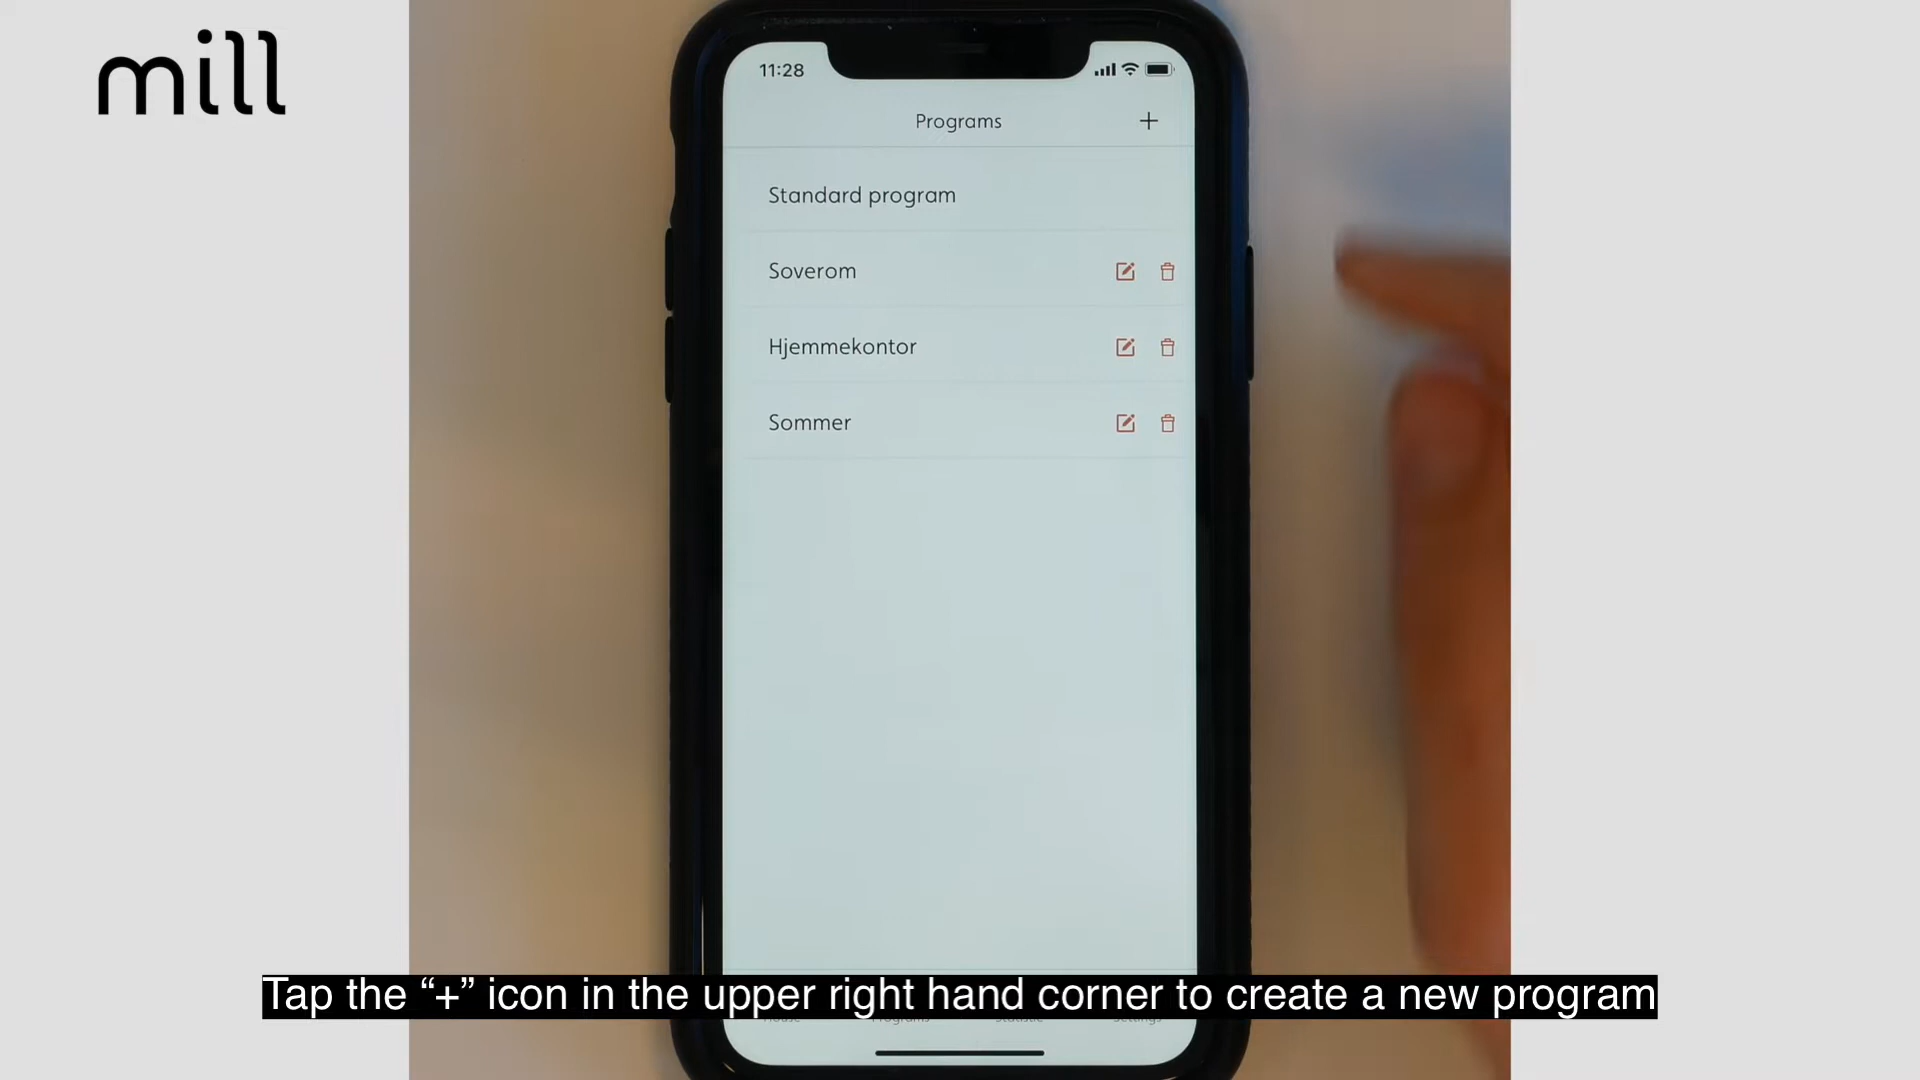 mill
11:28
Programs +
Standard program
Soverom
Hjemmekontor
Sommer
Tap the “+” icon in the upper right hand corner to create a new program